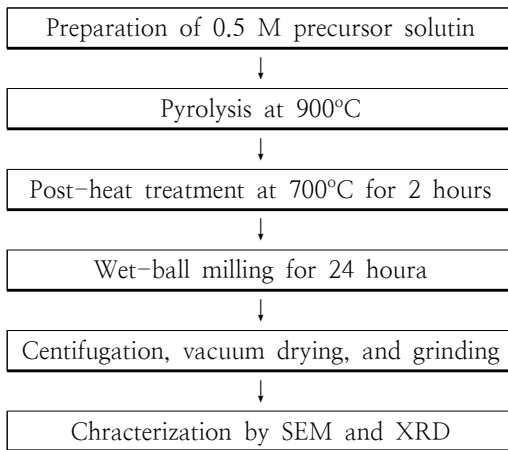 Preparation of 0.5 M precursor solutin
↓
Pyrolysis at 900°C
↓
Post-heat treatment at 700°C for 2 hours
↓
Wet-ball milling for 24 houra
↓
Centifugation, vacuum drying, and grinding
↓
Chracterization by SEM and XRD